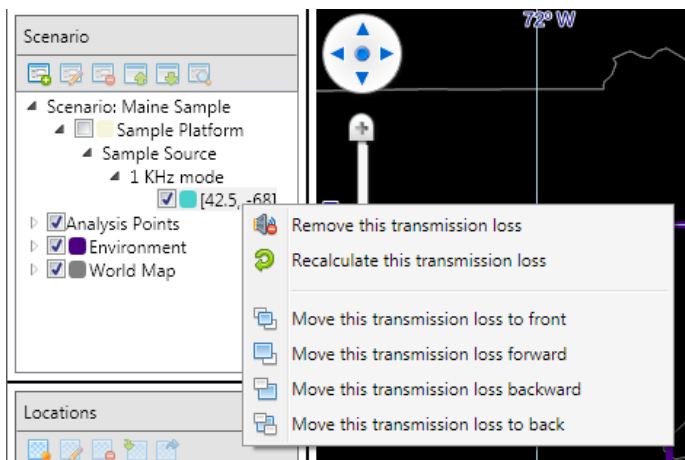 Scenario
72° W
Scenario: Maine Sample
Sample Platform
Sample Source
1 KHz mode
[42.5, -68]
Analysis Points
Environment
World Map
Remove this transmission loss
Recalculate this transmission loss
Move this transmission loss to front
Move this transmission loss forward
Move this transmission loss backward
Move this transmission loss to back
Locations